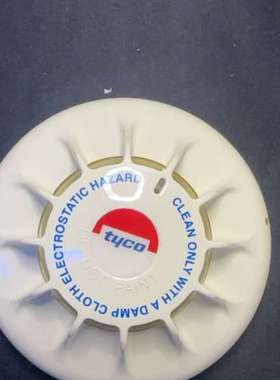 ELECTROSTATIC HAZARD
CLEAN ONLY WITH A DAMP CLOTH
tyco